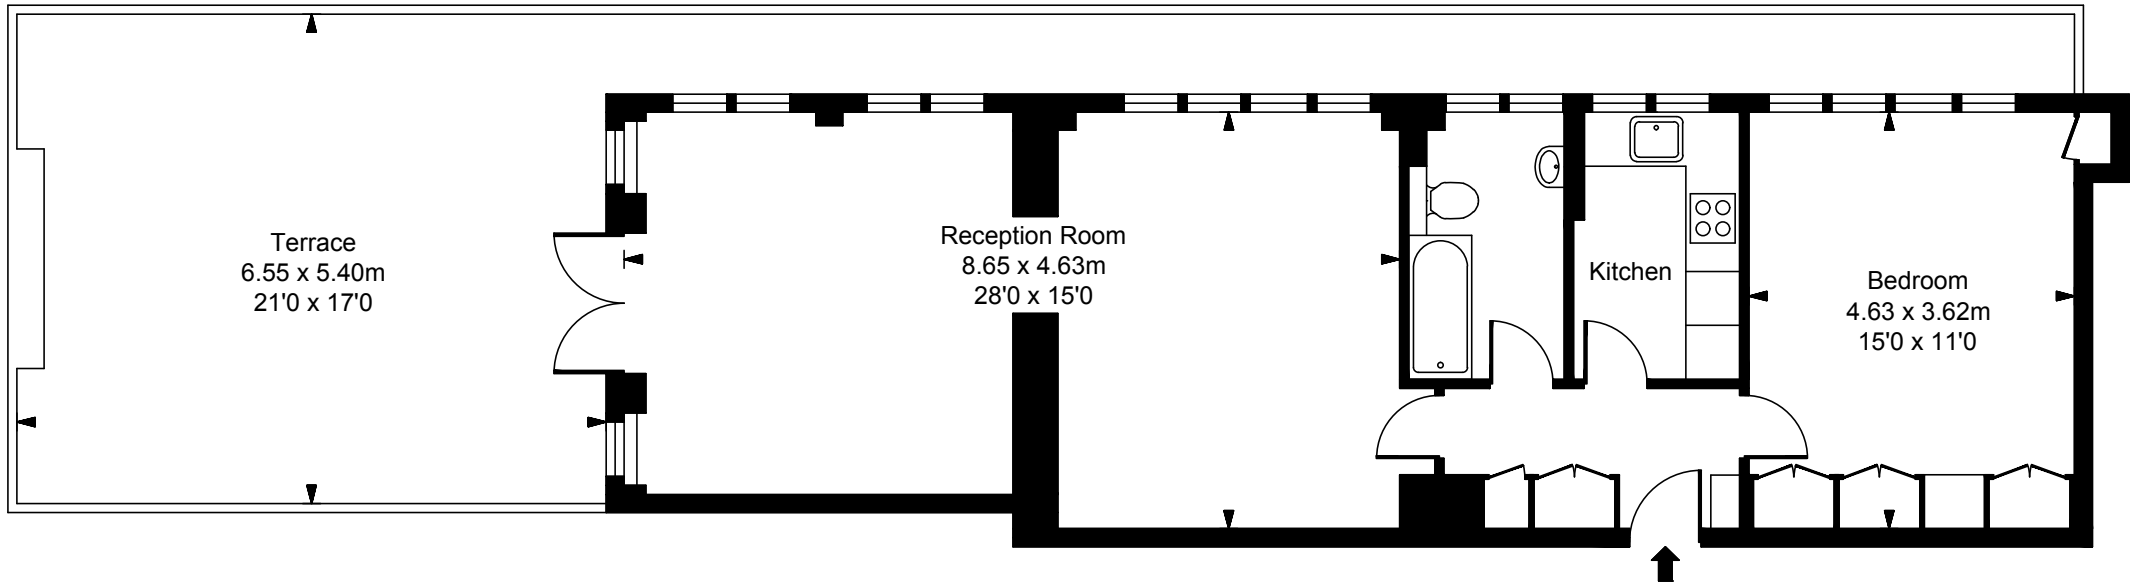 Terrace
6.55 x 5.40m
21'0 x 17'0
Reception Room
8.65 x 4.63m
28'0 x 15'0
Kitchen
Bedroom
4.63 x 3.62m
15'0 x 11'0